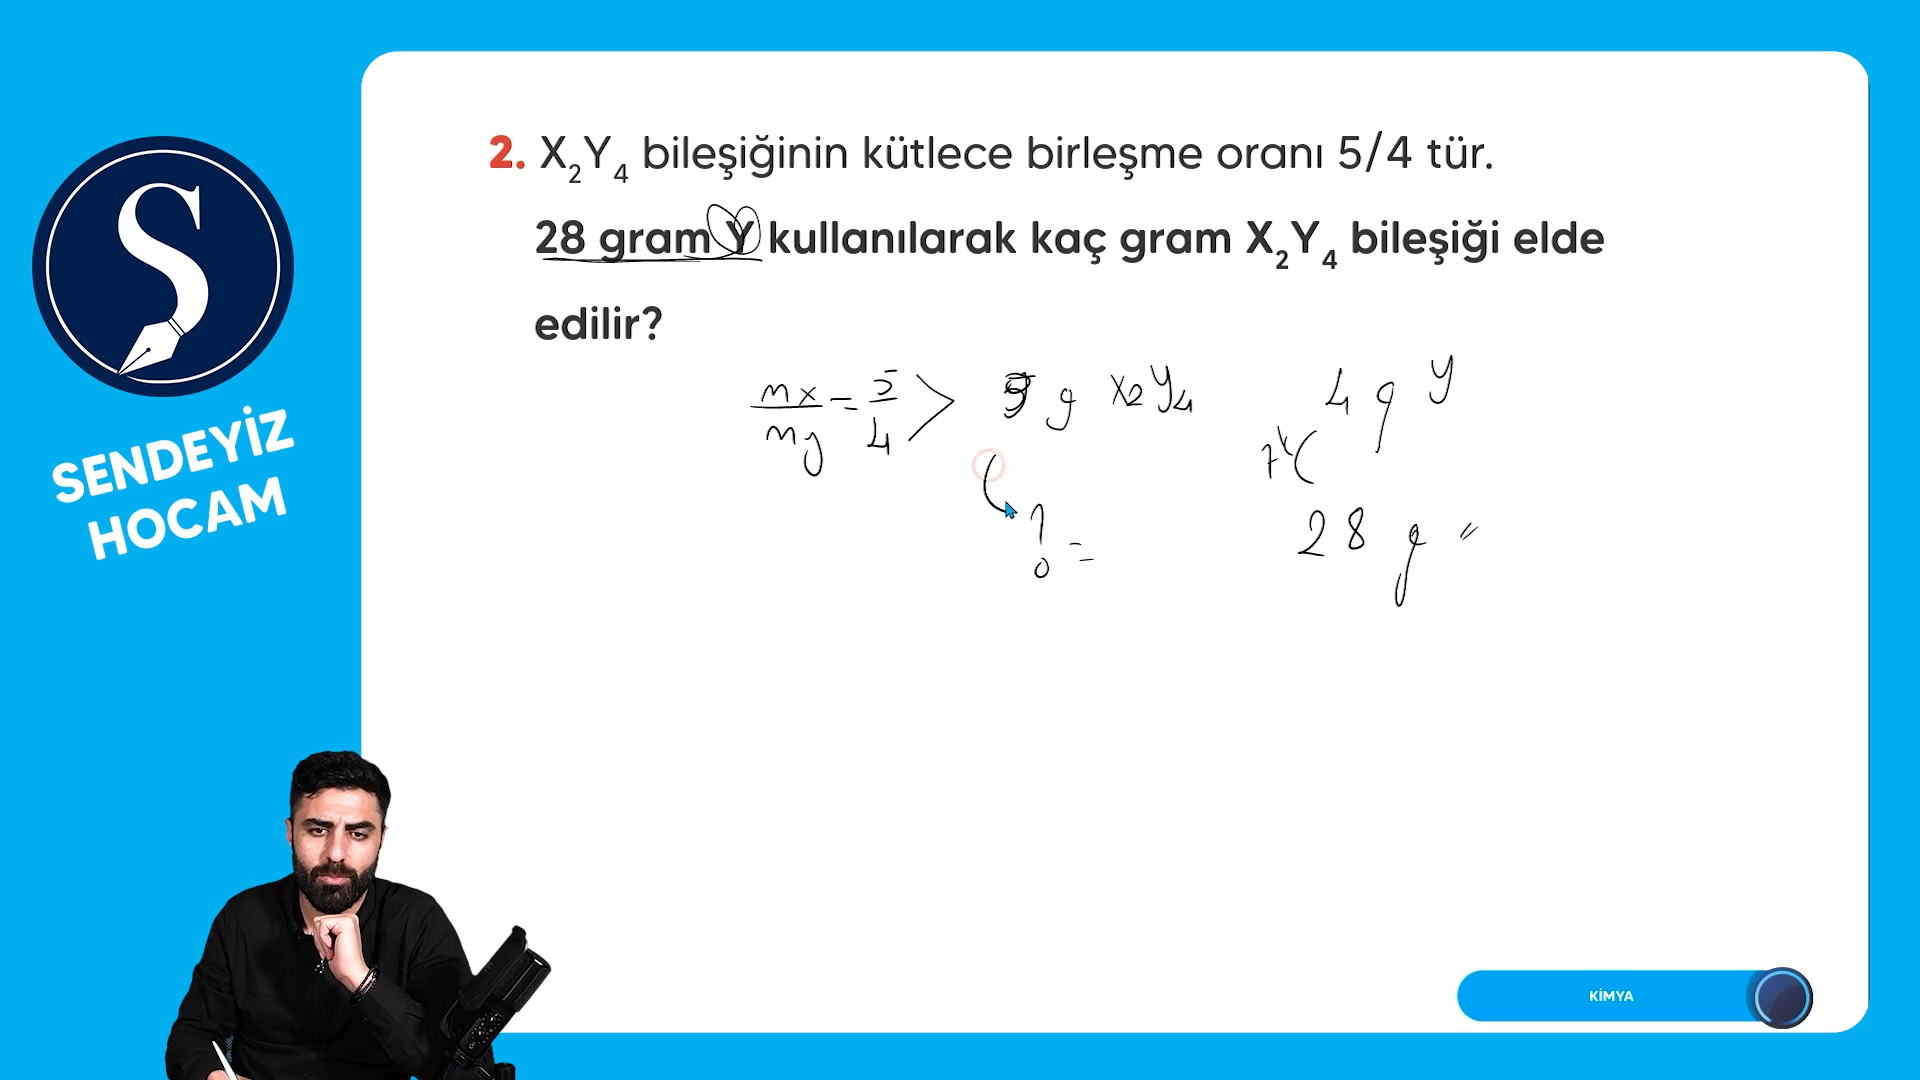 S
SENDEYİZ
HOCAM
2. X₂Y₄ bileşiğinin kütlece birleşme oranı 5/4 tür.
28 gram Y kullanılarak kaç gram X₂Y₄ bileşiği elde
edilir?
mx/my = 5/4 > 9 g X₂Y₄ 4 g Y
7k
? = 28 g "
KİMYA